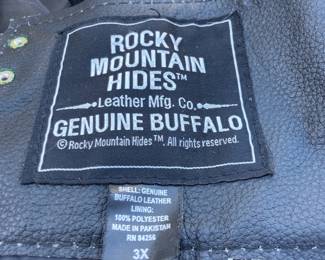 ROCKY
MOUNTAIN
HIDES™
Leather Mfg. Co.
GENUINE BUFFALO
© Rocky Mountain Hides™. All rights reserved.
SHELL: GENUINE
BUFFALO LEATHER
LINING:
100% POLYESTER
MADE IN PAKISTAN
RN 84256
3X